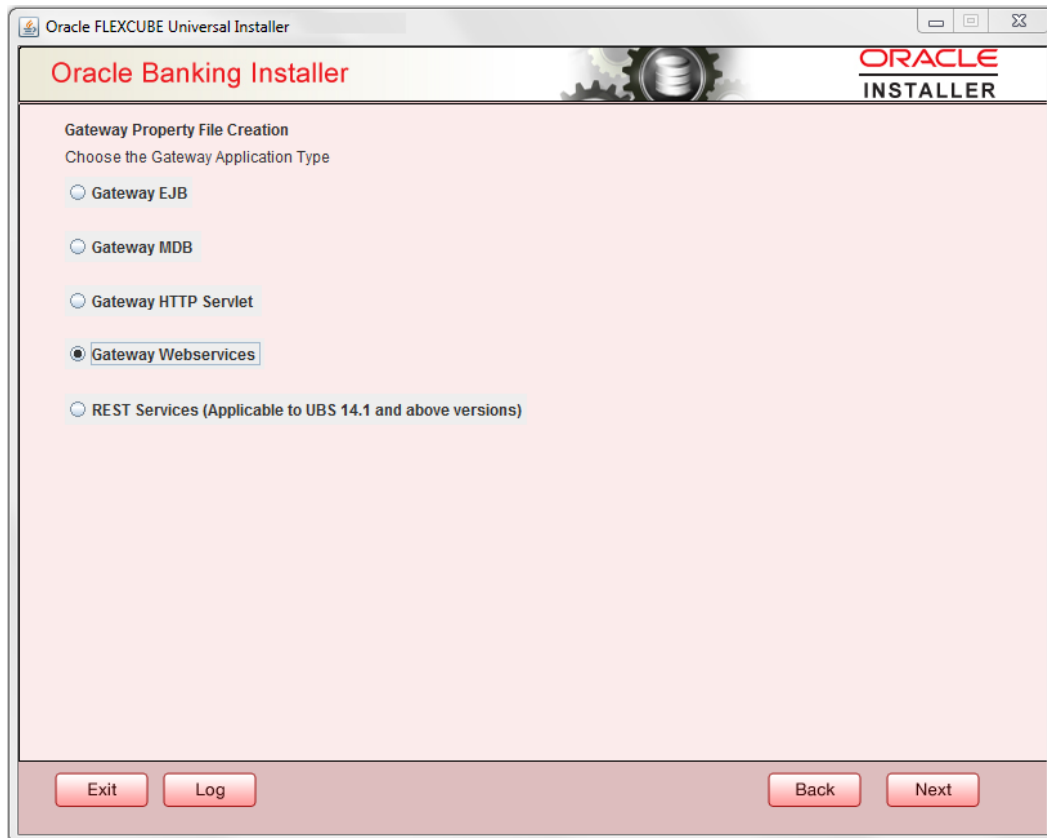 Oracle FLEXCUBE Universal Installer
Oracle Banking Installer
ORACLE
INSTALLER
Gateway Property File Creation
Choose the Gateway Application Type
Gateway EJB
Gateway MDB
Gateway HTTP Servlet
Gateway Webservices
REST Services (Applicable to UBS 14.1 and above versions)
Exit Log Back Next